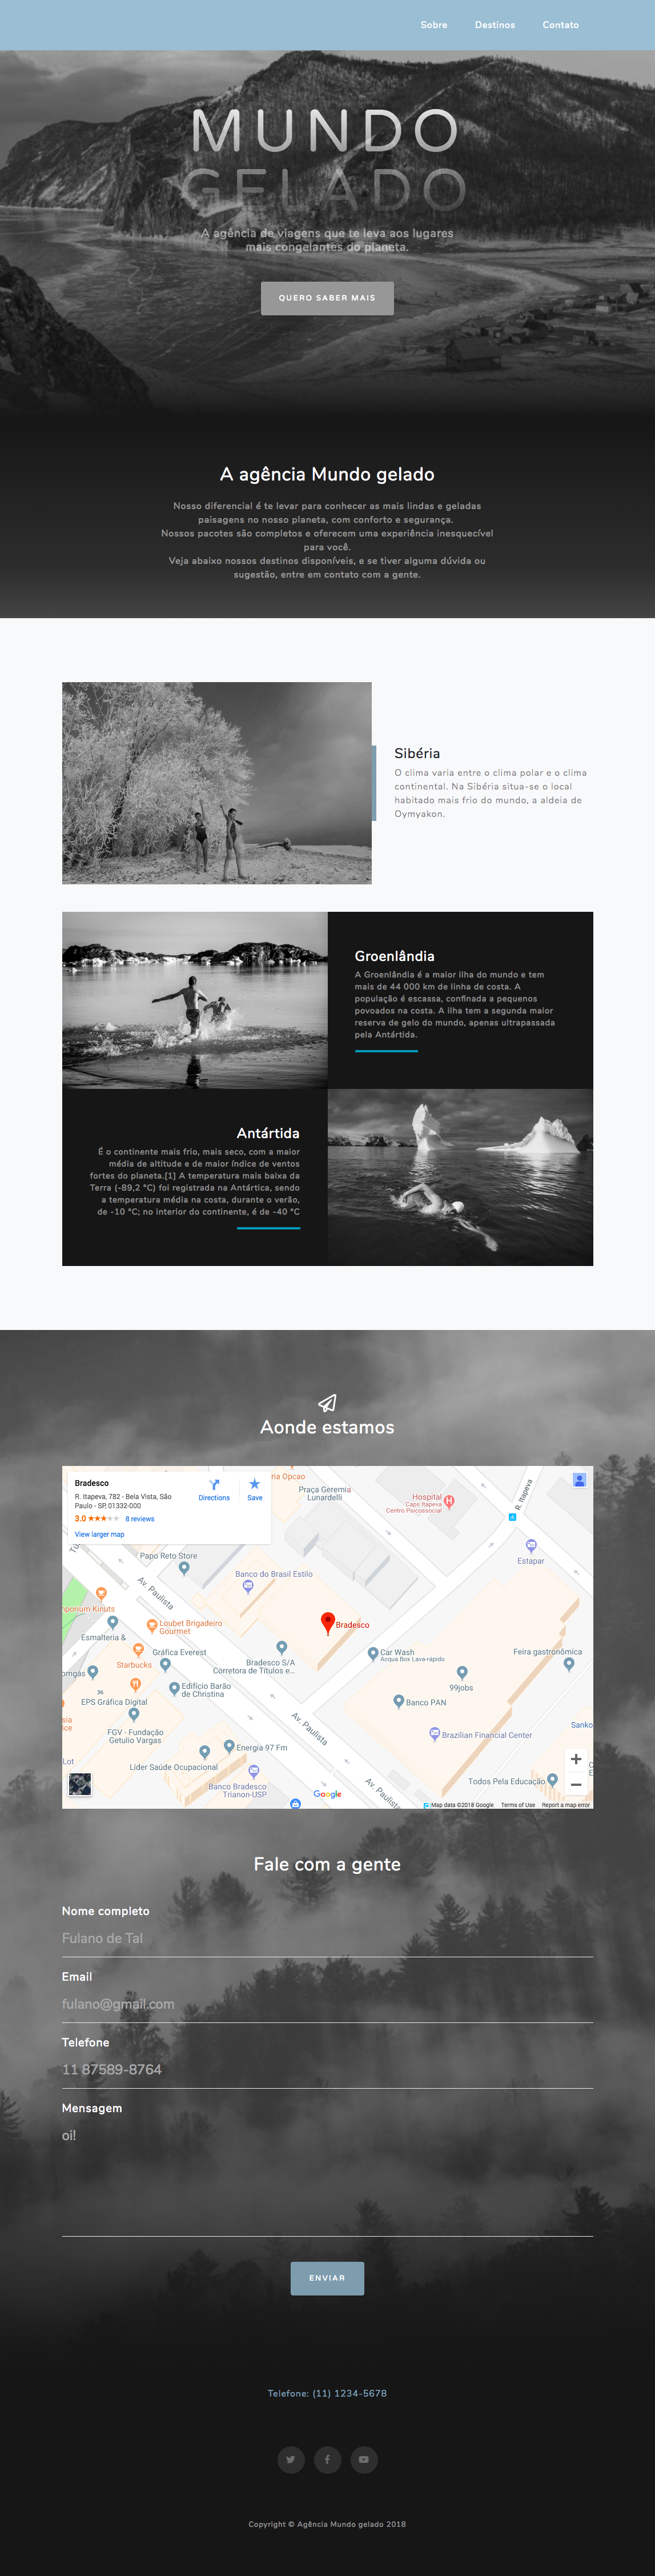 Sobre
Destinos
Contato
MUNDO
GELADO
A agência de viagens que te leva aos lugares
mais congelantes do planeta.
QUERO SABER MAIS
A agência Mundo gelado
Nosso diferencial é te levar para conhecer as mais lindas e geladas
paisagens no nosso planeta, com conforto e segurança.
Nossos pacotes são completos e oferecem uma experiência inesquecível
para você.
Veja abaixo nossos destinos disponíveis, e se tiver alguma dúvida ou
sugestão, entre em contato com a gente.
Sibéria
O clima varia entre o clima polar e o clima
continental. Na Sibéria situa-se o local
habitado mais frio do mundo, a aldeia de
Oymyakon.
Groenlândia
A Groenlândia é a maior ilha do mundo e tem
mais de 44 000 km de linha de costa. A
população é escassa, confinada a pequenos
povoados na costa. A ilha tem a segunda maior
reserva de gelo do mundo, apenas ultrapassada
pela Antártida.
Antártida
É o continente mais frio, mais seco, com a maior
média de altitude e de maior índice de ventos
fortes do planeta.[1] A temperatura mais baixa da
Terra (-89,2 °C) foi registrada na Antártica, sendo
a temperatura média na costa, durante o verão,
de -10 °C; no interior do continente, é de -40 °C
Aonde estamos
Bradesco
R. Itapeva, 782 - Bela Vista, São
Paulo - SP, 01332-000
3.0
8 reviews
View larger map
Directions
Save
ria Opcao
Praça Geremia
Lunardelli
Hospital
Caps Itapeva
Centro Psicossocial
R. Itapeva
Estapar
Papo Reto Store
Banco do Brasil Estilo
Av. Paulista
mporium Kinuts
Loubet Brigadeiro
Gourmet
Bradesco
Esmalteria &
Gráfica Everest
Starbucks
Bradesco S/A
Corretora de Títulos e...
Car Wash
Acqua Box Lava-rápido
Feira gastronômica
omgás
36
Edifício Barão
de Christina
99jobs
EPS Gráfica Digital
Banco PAN
FGV - Fundação
Getulio Vargas
Av. Paulista
Sanko
Brazilian Financial Center
Energia 97 Fm
Líder Saúde Ocupacional
Lot
Banco Bradesco
Trianon-USP
Av. Paulista
Todos Pela Educação
Google
Map data ©2018 Google
Terms of Use
Report a map error
Fale com a gente
Nome completo
Fulano de Tal
Email
fulano@gmail.com
Telefone
11 87589-8764
Mensagem
oi!
ENVIAR
Telefone: (11) 1234-5678
Copyright © Agência Mundo gelado 2018